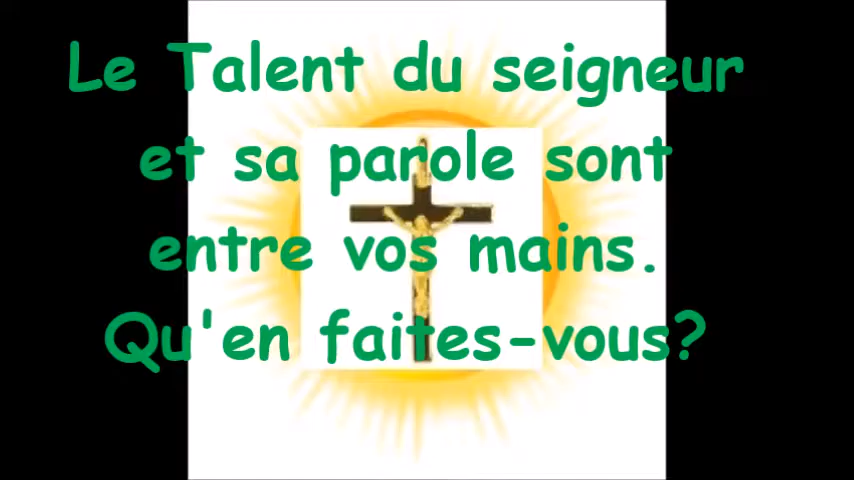 Le Talent du seigneur
et sa parole sont
entre vos mains.
Qu'en faites-vous?